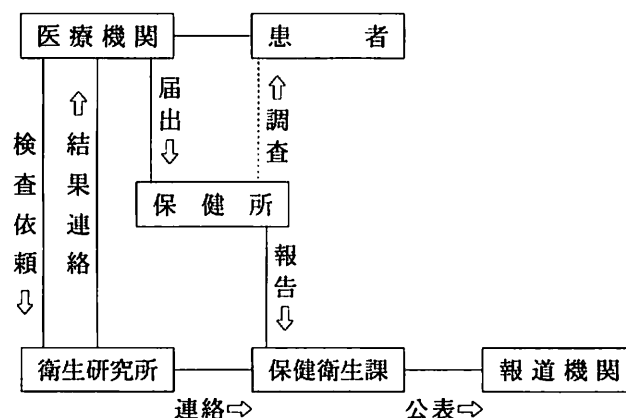 医療機関
患者
検査依頼
結果連絡
届出
調査
保健所
報告
衛生研究所
保健衛生課
報道機関
連絡⇨
公表⇨